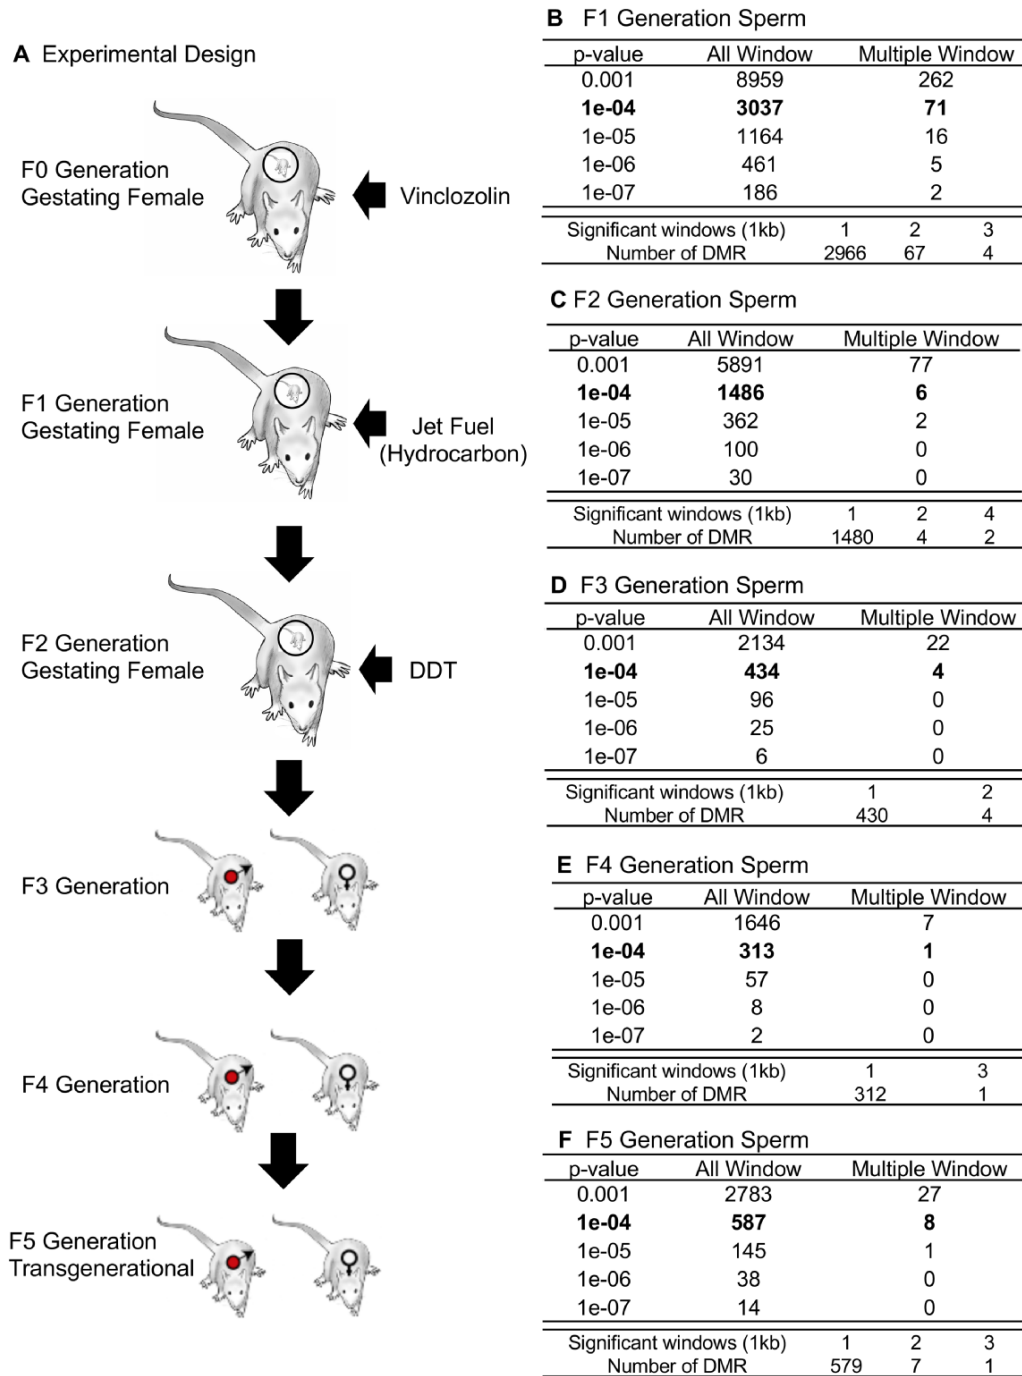 A Experimental Design
F0 Generation
Gestating Female
Vinclozolin
F1 Generation
Gestating Female
Jet Fuel
(Hydrocarbon)
F2 Generation
Gestating Female
DDT
F3 Generation
F4 Generation
F5 Generation
Transgenerational
B F1 Generation Sperm
p-value All Window Multiple Window
0.001 8959 262
1e-04 3037 71
1e-05 1164 16
1e-06 461 5
1e-07 186 2
Significant windows (1kb) 1 2 3
Number of DMR 2966 67 4
C F2 Generation Sperm
p-value All Window Multiple Window
0.001 5891 77
1e-04 1486 6
1e-05 362 2
1e-06 100 0
1e-07 30 0
Significant windows (1kb) 1 2 4
Number of DMR 1480 4 2
D F3 Generation Sperm
p-value All Window Multiple Window
0.001 2134 22
1e-04 434 4
1e-05 96 0
1e-06 25 0
1e-07 6 0
Significant windows (1kb) 1 2
Number of DMR 430 4
E F4 Generation Sperm
p-value All Window Multiple Window
0.001 1646 7
1e-04 313 1
1e-05 57 0
1e-06 8 0
1e-07 2 0
Significant windows (1kb) 1 3
Number of DMR 312 1
F F5 Generation Sperm
p-value All Window Multiple Window
0.001 2783 27
1e-04 587 8
1e-05 145 1
1e-06 38 0
1e-07 14 0
Significant windows (1kb) 1 2 3
Number of DMR 579 7 1